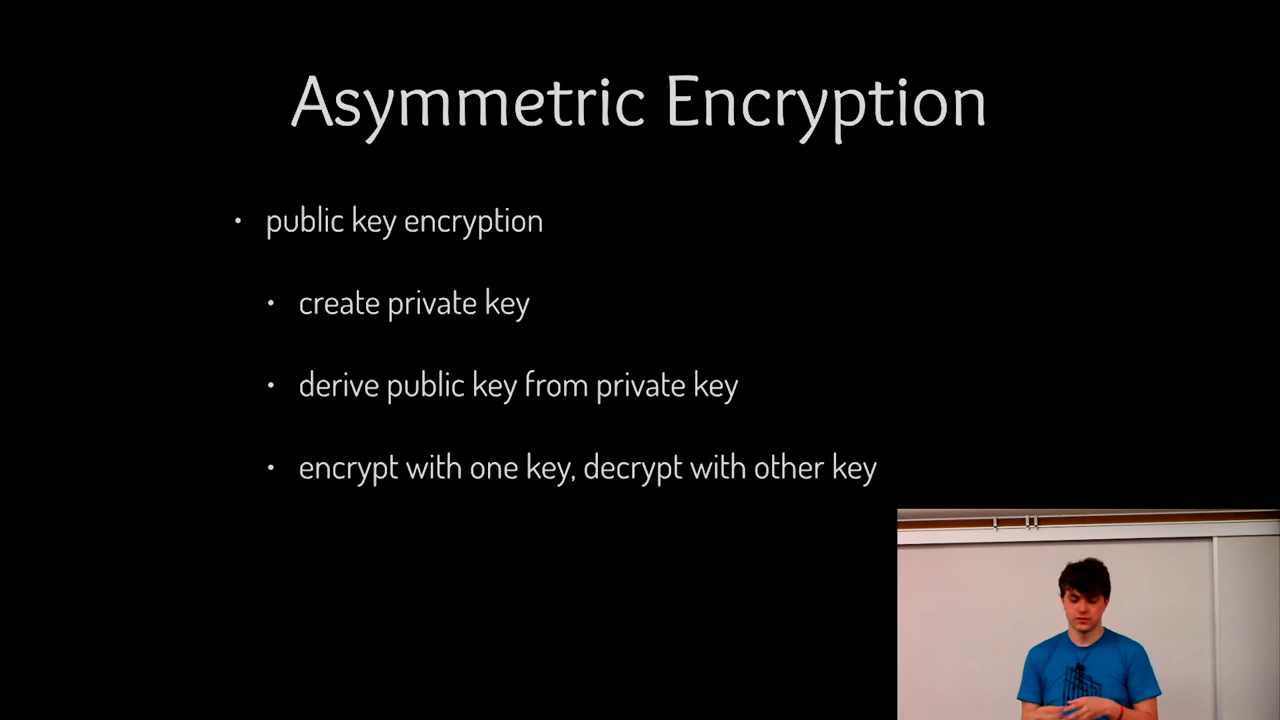 Asymmetric Encryption
• public key encryption
• create private key
• derive public key from private key
• encrypt with one key, decrypt with other key